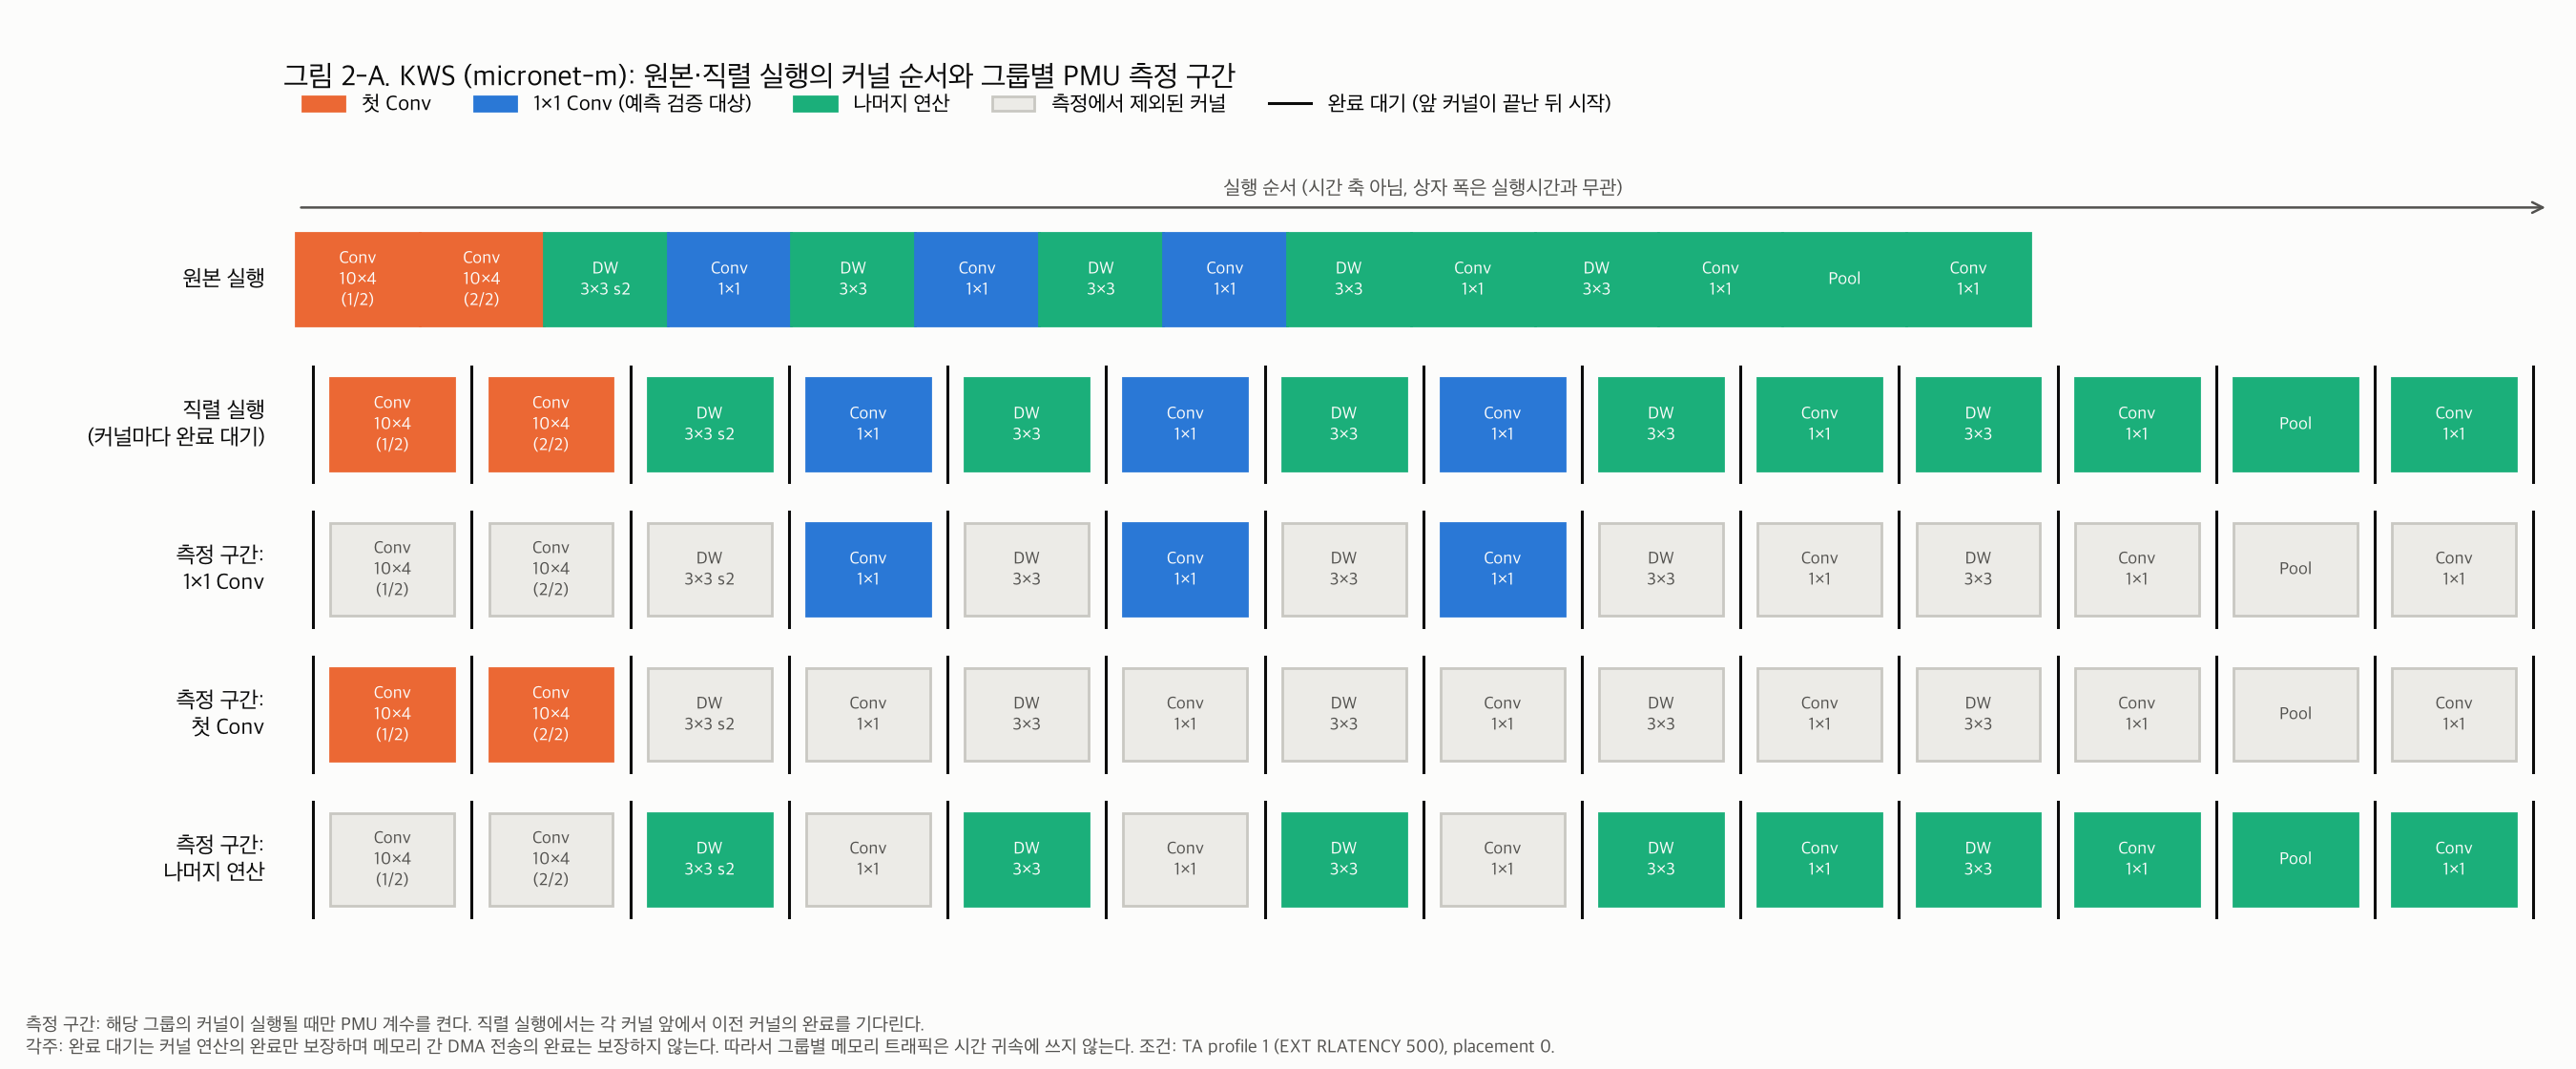 그림 2-A. KWS (micronet-m): 원본·직렬 실행의 커널 순서와 그룹별 PMU 측정 구간
첫 Conv 1×1 Conv (예측 검증 대상) 나머지 연산 측정에서 제외된 커널 완료 대기 (앞 커널이 끝난 뒤 시작)
실행 순서 (시간 축 아님, 상자 폭은 실행시간과 무관)
원본 실행
Conv
10×4
(1/2)
Conv
10×4
(2/2)
DW
3×3 s2
Conv
1×1
DW
3×3
Conv
1×1
DW
3×3
Conv
1×1
DW
3×3
Conv
1×1
DW
3×3
Conv
1×1
Pool
Conv
1×1
직렬 실행
(커널마다 완료 대기)
Conv
10×4
(1/2)
Conv
10×4
(2/2)
DW
3×3 s2
Conv
1×1
DW
3×3
Conv
1×1
DW
3×3
Conv
1×1
DW
3×3
Conv
1×1
DW
3×3
Conv
1×1
Pool
Conv
1×1
측정 구간:
1×1 Conv
Conv
10×4
(1/2)
Conv
10×4
(2/2)
DW
3×3 s2
Conv
1×1
DW
3×3
Conv
1×1
DW
3×3
Conv
1×1
DW
3×3
Conv
1×1
DW
3×3
Conv
1×1
Pool
Conv
1×1
측정 구간:
첫 Conv
Conv
10×4
(1/2)
Conv
10×4
(2/2)
DW
3×3 s2
Conv
1×1
DW
3×3
Conv
1×1
DW
3×3
Conv
1×1
DW
3×3
Conv
1×1
DW
3×3
Conv
1×1
Pool
Conv
1×1
측정 구간:
나머지 연산
Conv
10×4
(1/2)
Conv
10×4
(2/2)
DW
3×3 s2
Conv
1×1
DW
3×3
Conv
1×1
DW
3×3
Conv
1×1
DW
3×3
Conv
1×1
DW
3×3
Conv
1×1
Pool
Conv
1×1
측정 구간: 해당 그룹의 커널이 실행될 때만 PMU 계수를 켠다. 직렬 실행에서는 각 커널 앞에서 이전 커널의 완료를 기다린다.
각주: 완료 대기는 커널 연산의 완료만 보장하며 메모리 간 DMA 전송의 완료는 보장하지 않는다. 따라서 그룹별 메모리 트래픽은 시간 귀속에 쓰지 않는다. 조건: TA profile 1 (EXT RLATENCY 500), placement 0.